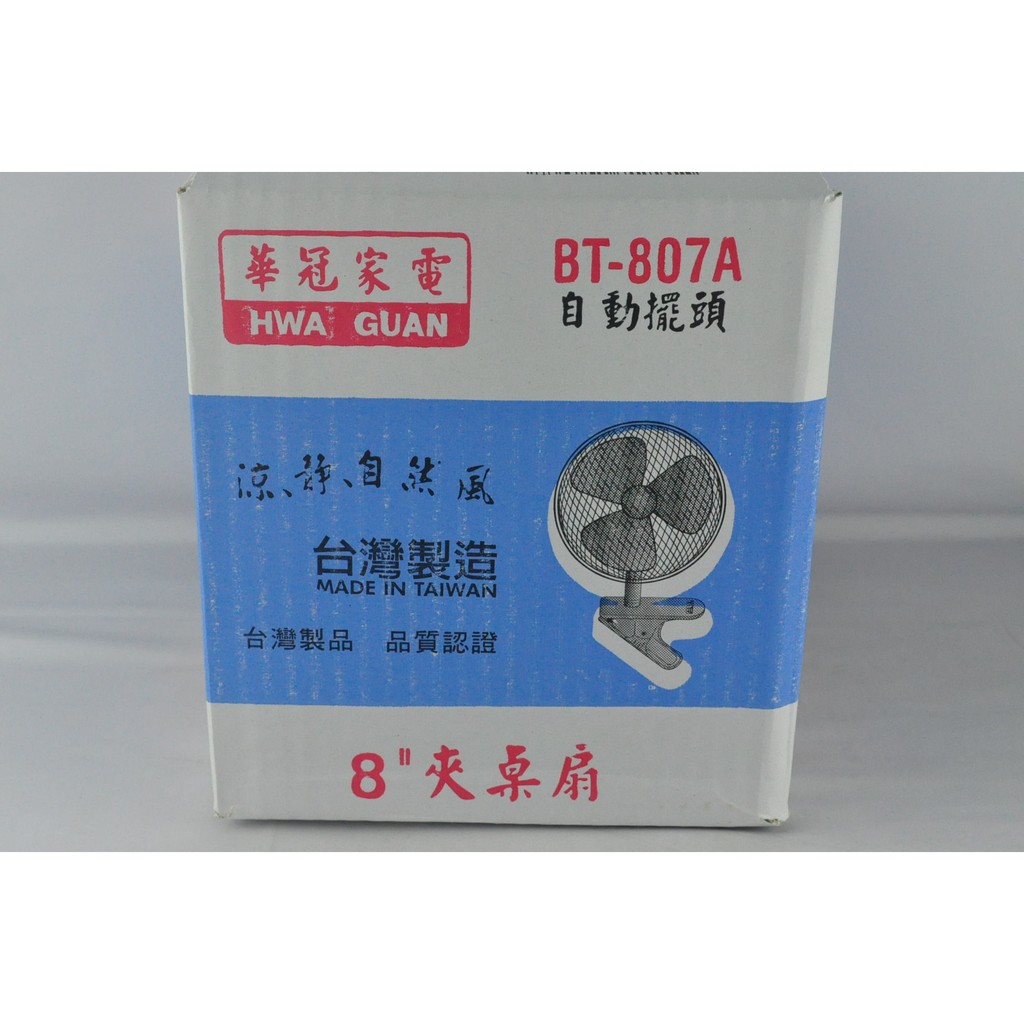 華冠家電
HWA GUAN
BT-807A
自動擺頭
涼、靜、自然風
台灣製造
MADE IN TAIWAN
台灣製品 品質認證
8"夾桌扇